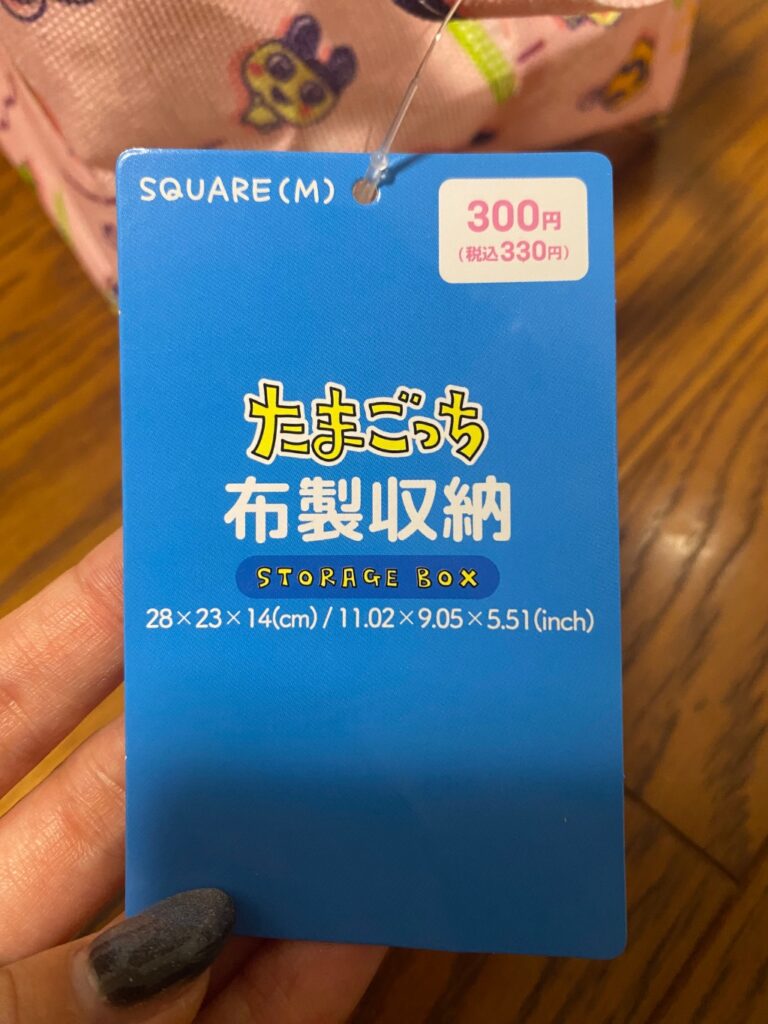 SQUARE(M)
300円
(税込330円)
たまごっち
布製収納
STORAGE BOX
28×23×14(cm) / 11.02×9.05×5.51(inch)